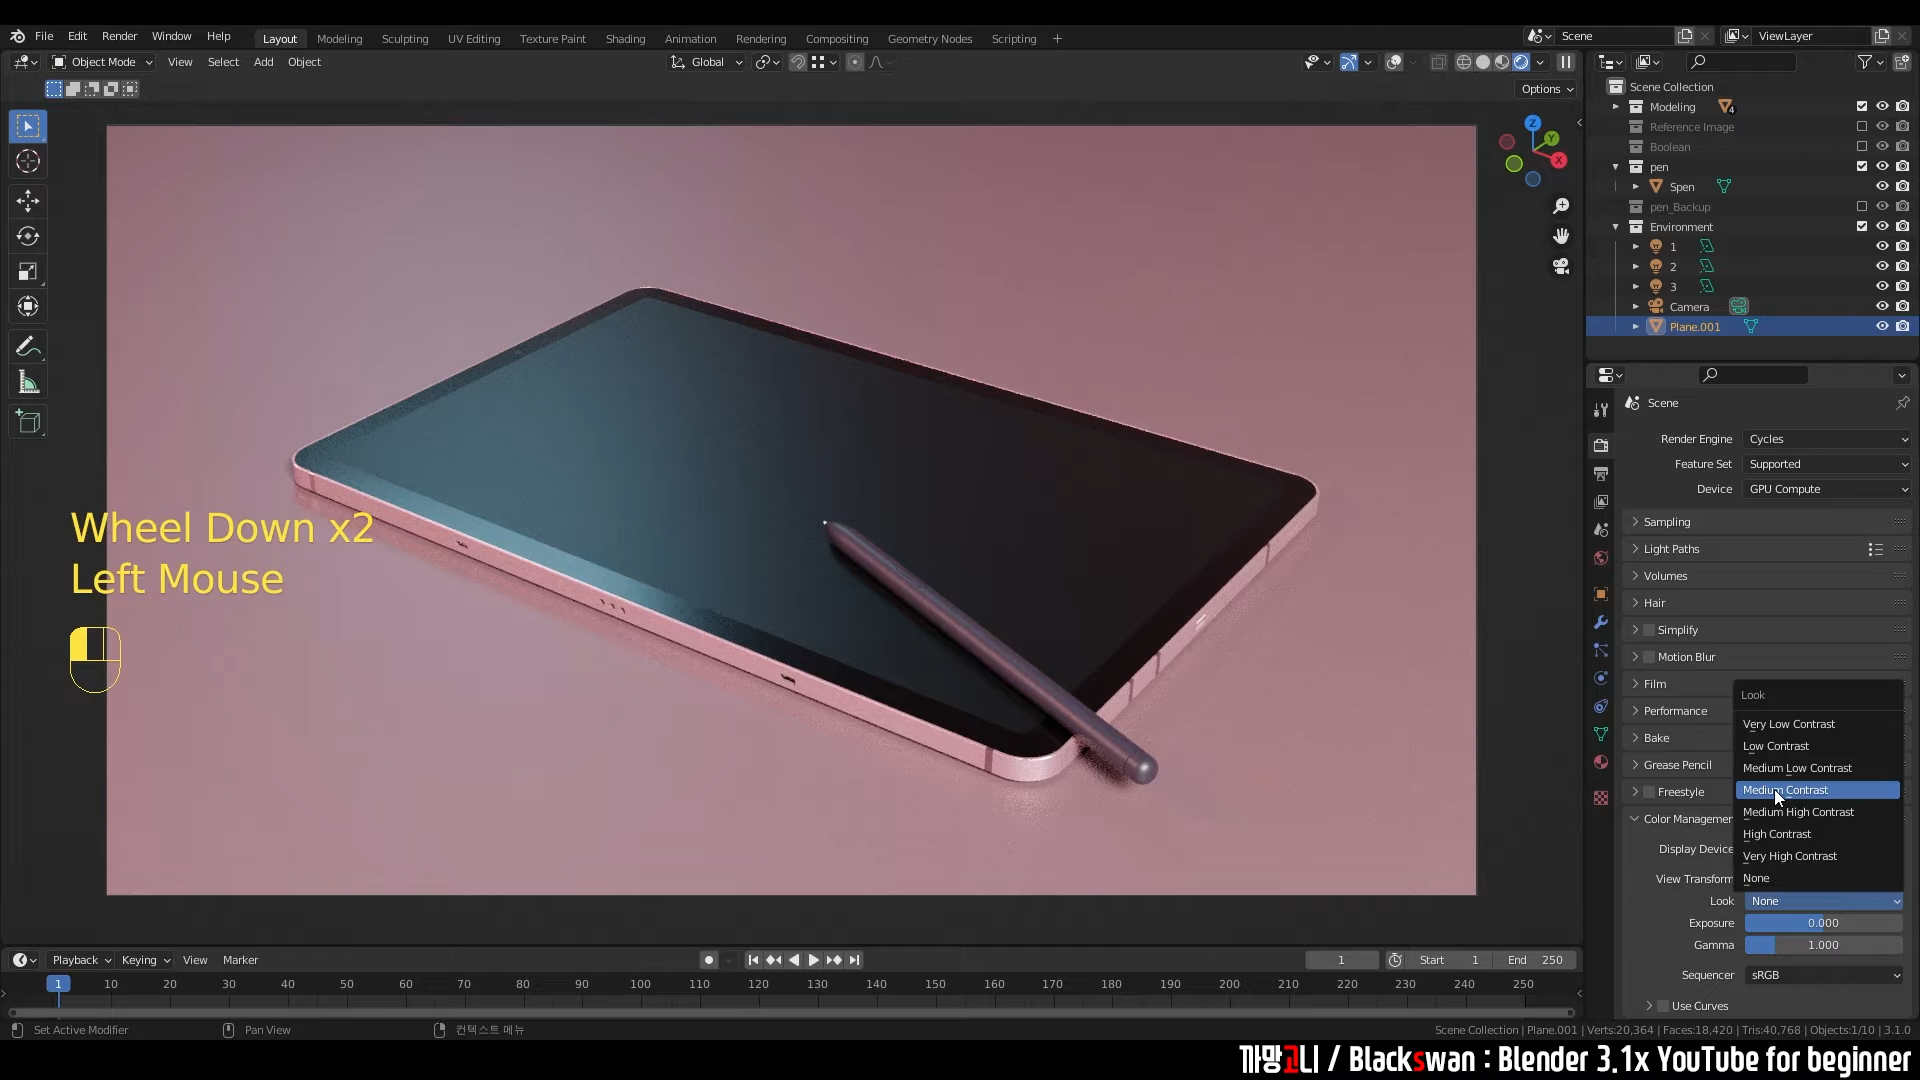 File Edit Render Window Help Layout Modeling Sculpting UV Editing Texture Paint Shading Animation Rendering Compositing Geometry Nodes Scripting + Scene ViewLayer
Object Mode View Select Add Object Global
Options
Scene Collection
Modeling 4
Reference Image
Boolean
pen
Spen
pen_Backup
Environment
1
2
3
Camera
Plane.001
Z
Y
X
Wheel Down x2
Left Mouse
Scene
Render Engine Cycles
Feature Set Supported
Device GPU Compute
Sampling
Light Paths
Volumes
Hair
Simplify
Motion Blur
Film
Performance
Bake
Grease Pencil
Freestyle
Color Managemen
Display Device
View Transform
Look
Very Low Contrast
Low Contrast
Medium Low Contrast
Medium Contrast
Medium High Contrast
High Contrast
Very High Contrast
None
Look None
Exposure 0.000
Gamma 1.000
Sequencer sRGB
Use Curves
Playback Keying View Marker 1 Start 1 End 250
1 10 20 30 40 50 60 70 80 90 100 110 120 130 140 150 160 170 180 190 200 210 220 230 240 250
Set Active Modifier Pan View 컨텍스트 메뉴 Scene Collection | Plane.001 | Verts:20,364 | Faces:18,420 | Tris:40,768 | Objects:1/10 | 3.1.0
까망고니 / Blackswan : Blender 3.1x YouTube for beginner